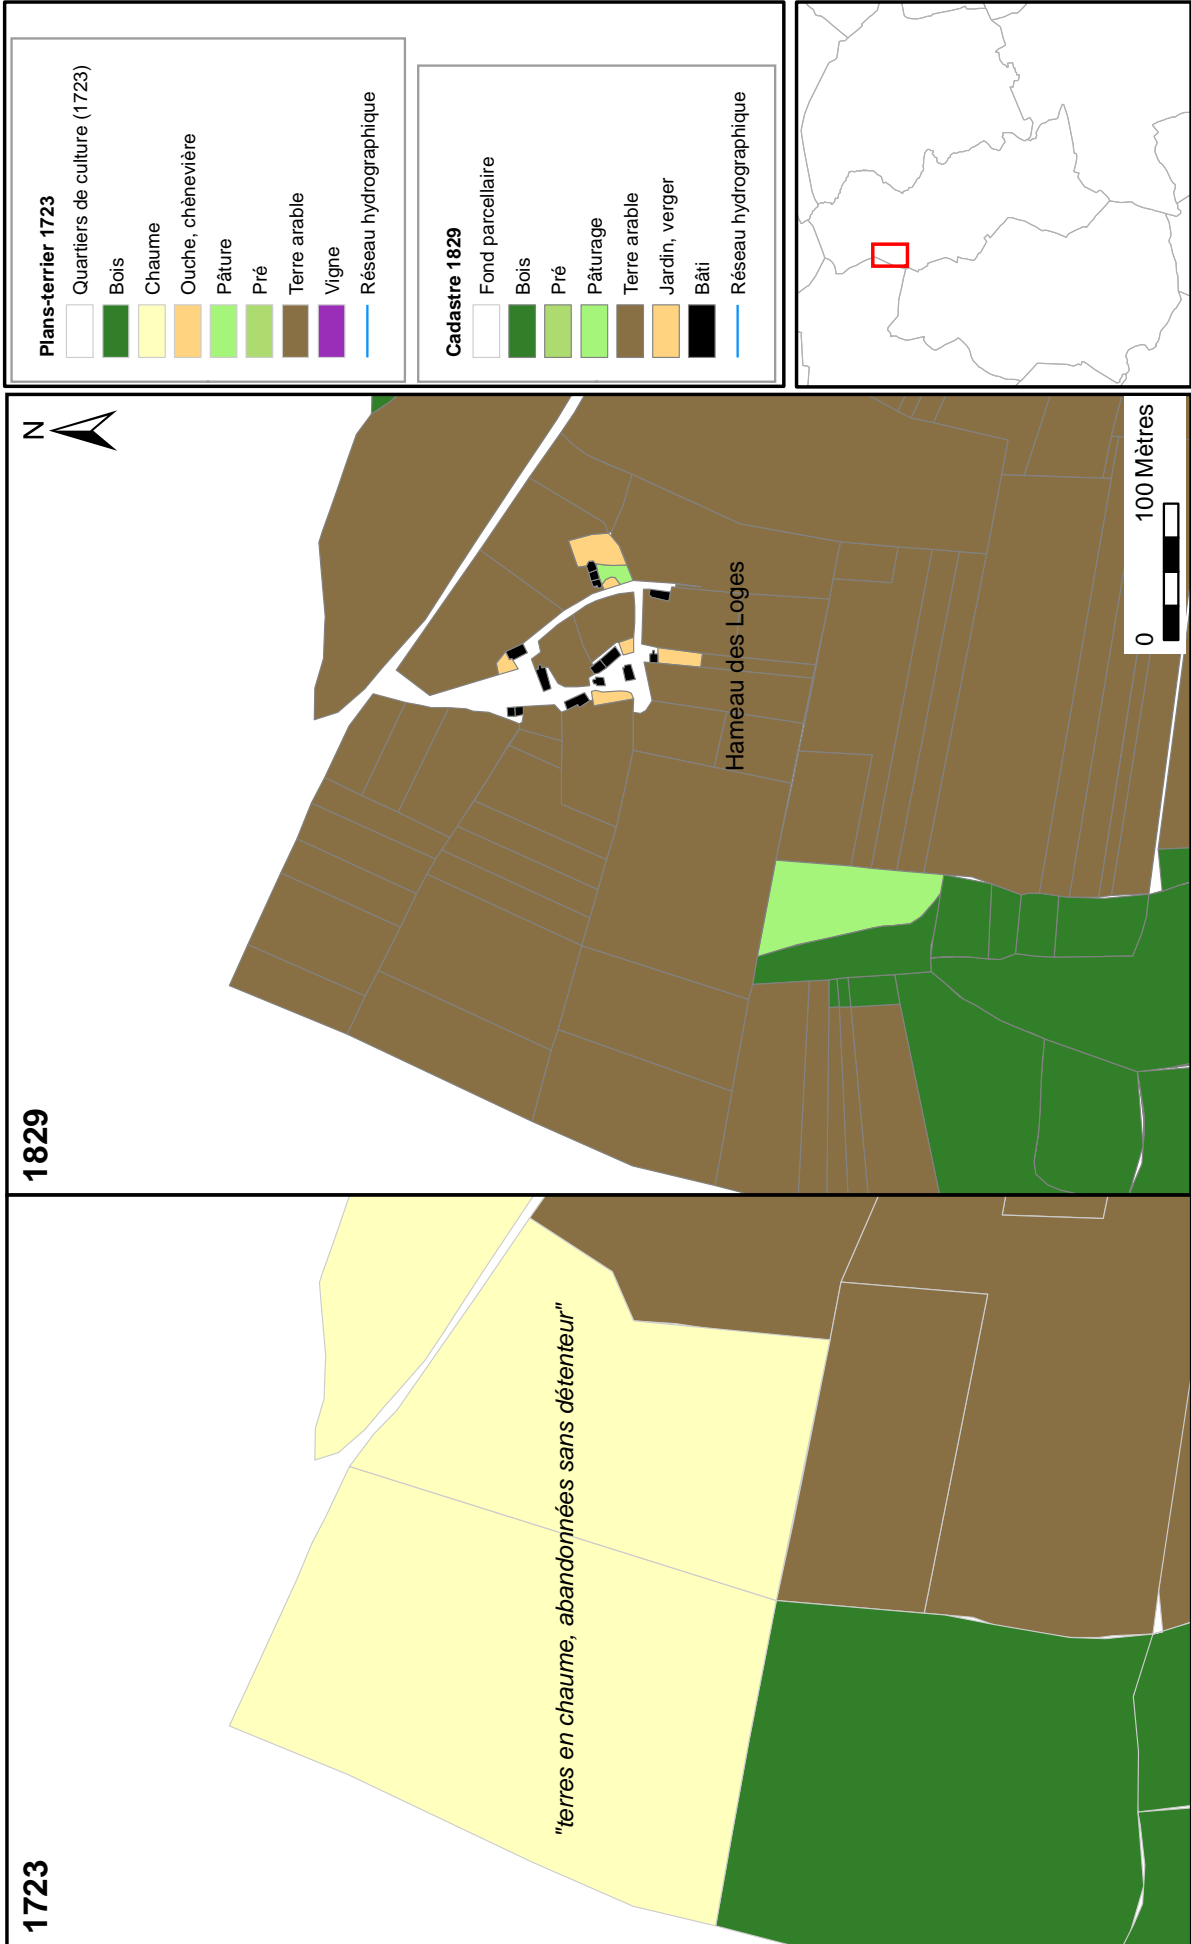 1723
"terres en chaume, abandonnées sans détenteur"
1829
N
Hameau des Loges
0 100 Mètres
Plans-terrier 1723
Quartiers de culture (1723)
Bois
Chaume
Ouche, chènevière
Pâture
Pré
Terre arable
Vigne
Réseau hydrographique
Cadastre 1829
Fond parcellaire
Bois
Pré
Pâturage
Terre arable
Jardin, verger
Bâti
Réseau hydrographique